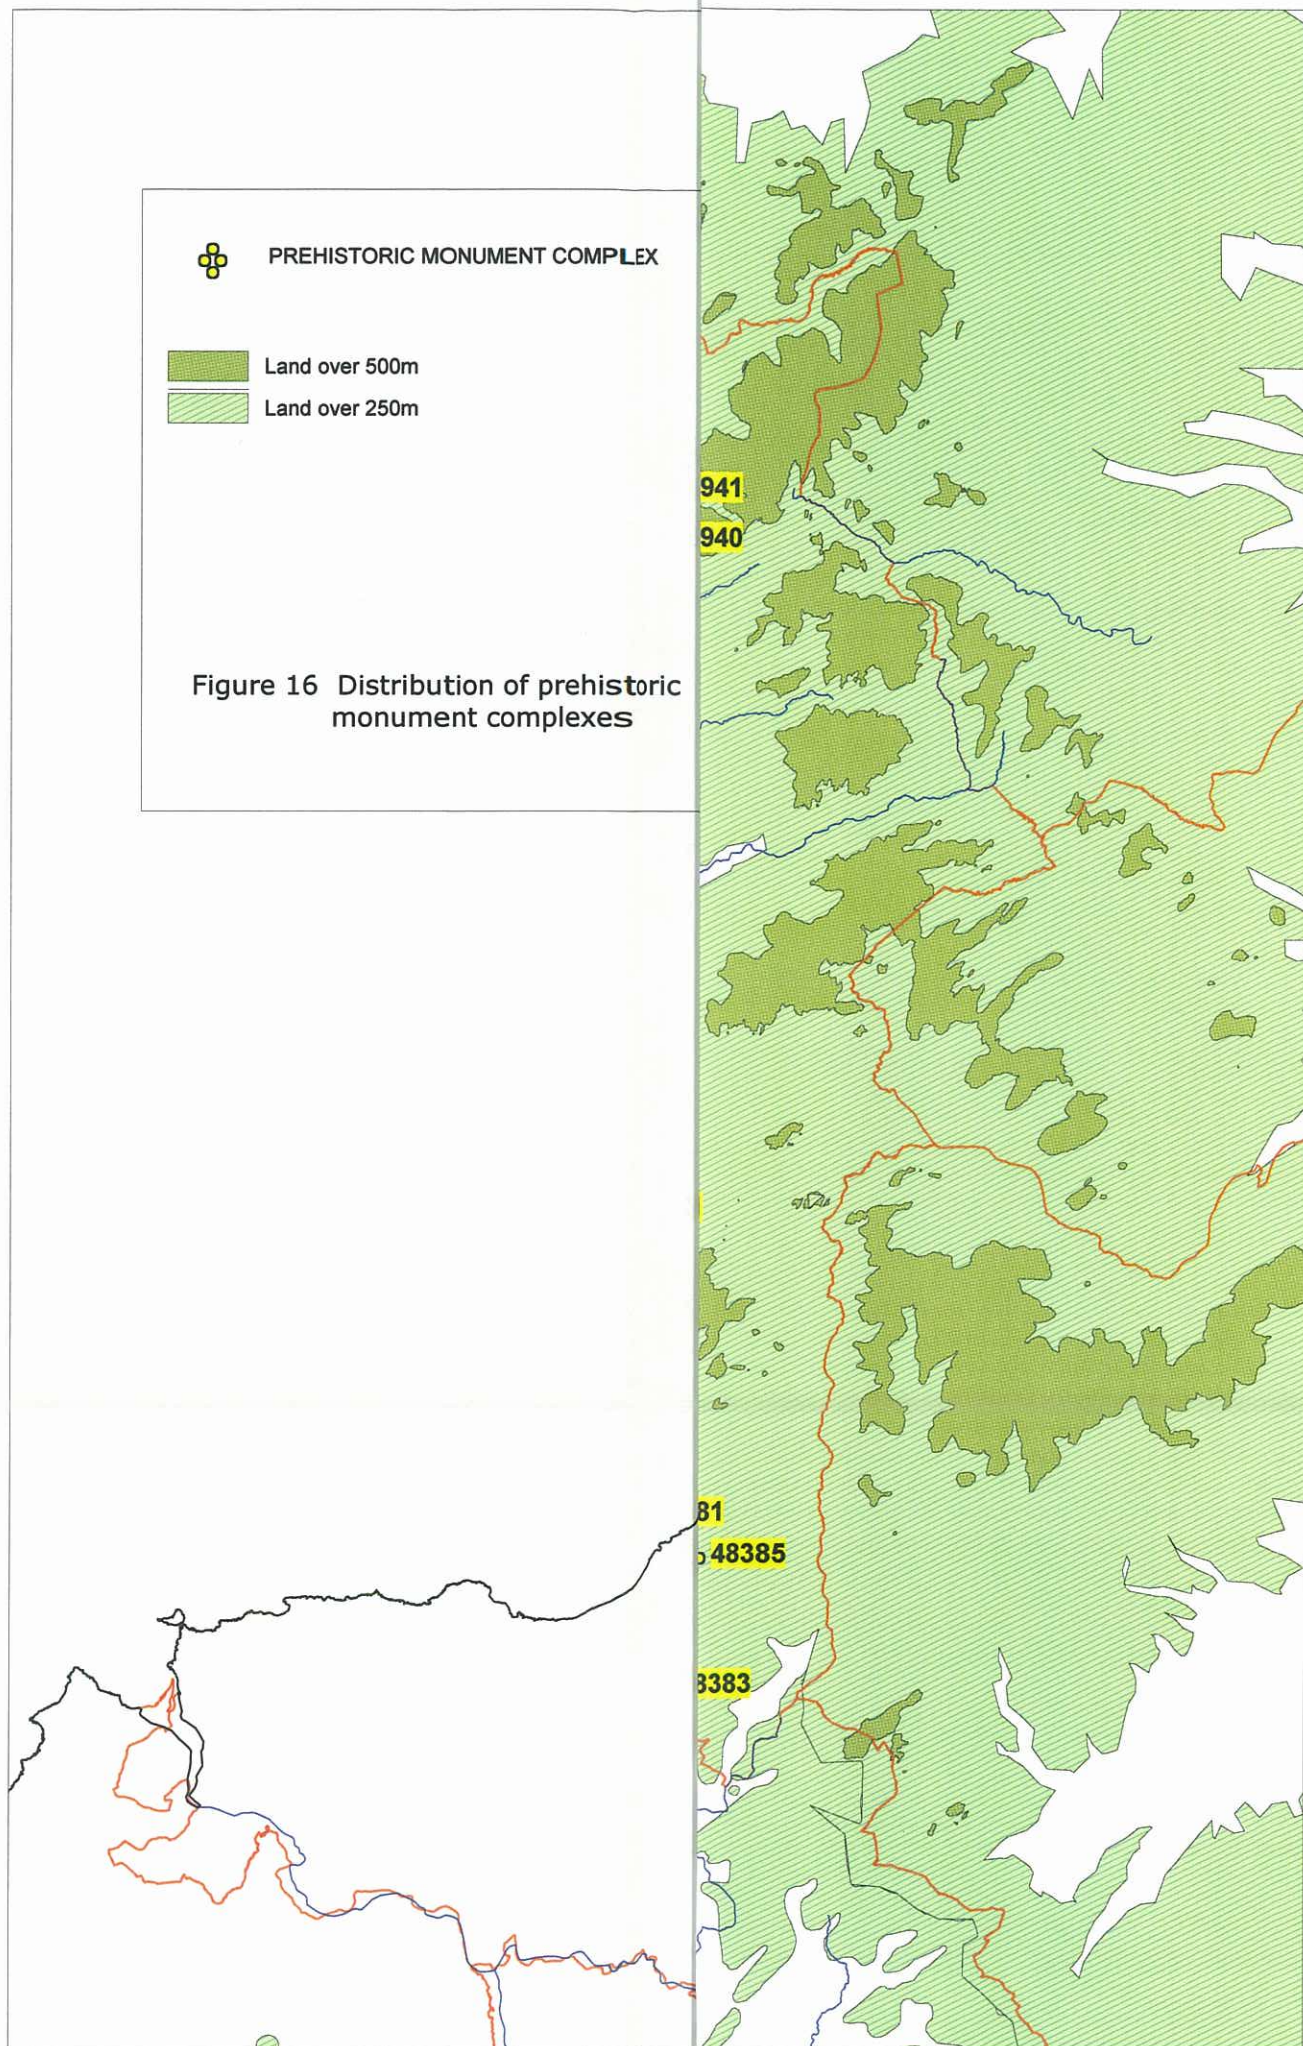 PREHISTORIC MONUMENT COMPLEX
Land over 500m
Land over 250m
941
940
Figure 16 Distribution of prehistoric
monument complexes
81
48385
8383